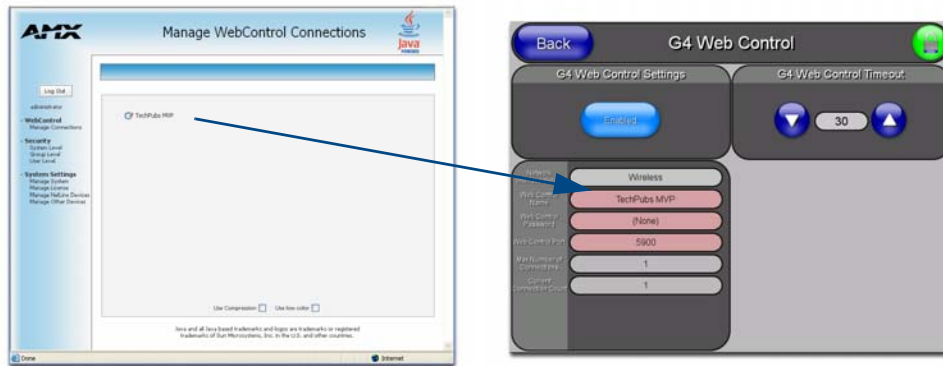 AMX
Manage WebControl Connections
Java
POWERED
Log Out
administrator
WebControl
Manage Connections
Security
System Level
Group Level
User Level
System Settings
Manage System
Manage License
Manage NetLinx Devices
Manage Other Devices
TechPubs MVP
Use Compression
Use low color
Java and all Java based trademarks and logos are trademarks or registered
trademarks of Sun Microsystems, Inc. in the U.S. and other countries.
Done
Internet
Back
G4 Web Control
G4 Web Control Settings
Enabled
G4 Web Control Timeout
30
Network
Wireless
Web Control
Name
TechPubs MVP
Web Control
Password
(None)
Web Control Port
5900
Max Number of
Connections
1
Current
Connection Count
1